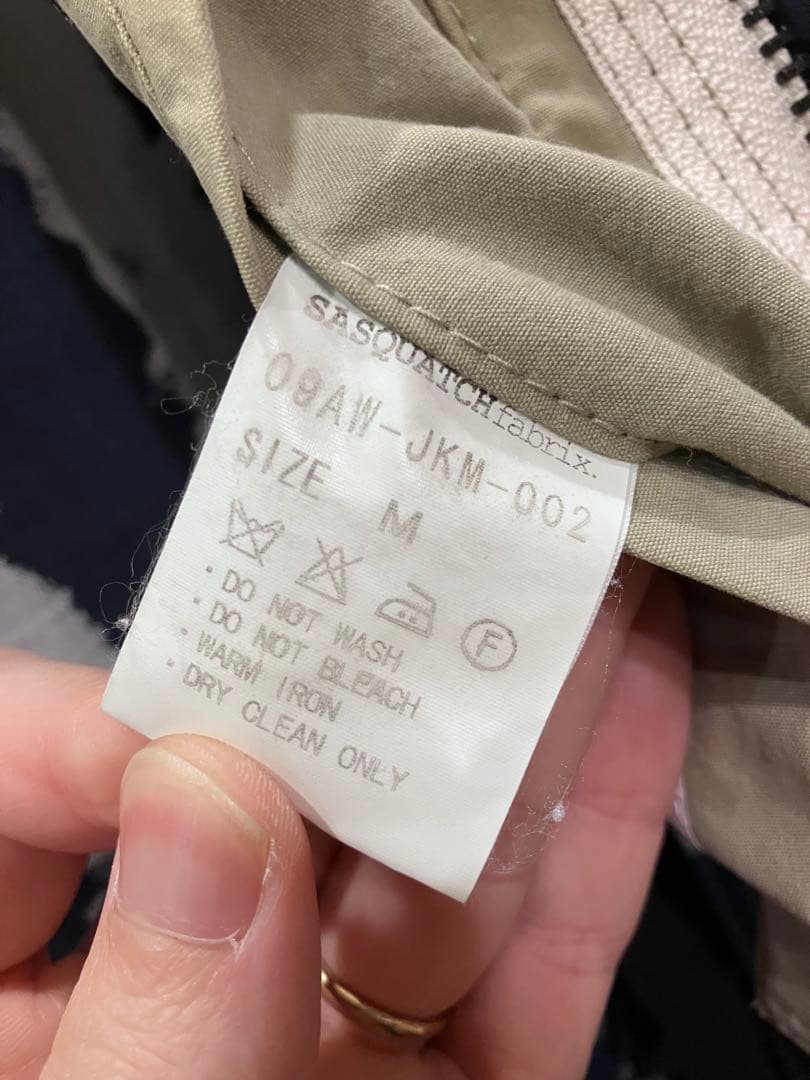 SASQUATCHfabrix.
09AW-JKM-002
SIZE M
F
・DO NOT WASH
・DO NOT BLEACH
・WARM IRON
・DRY CLEAN ONLY